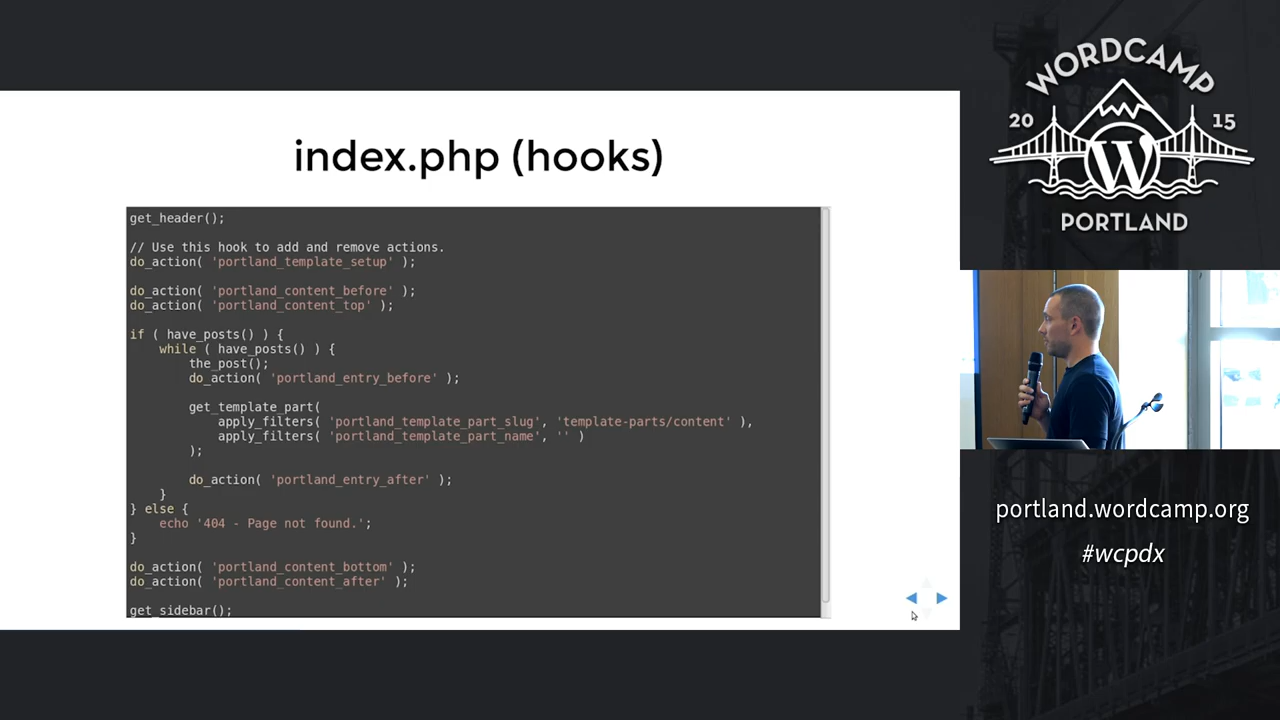 index.php (hooks)
get_header();
// Use this hook to add and remove actions.
do_action( 'portland_template_setup' );
do_action( 'portland_content_before' );
do_action( 'portland_content_top' );
if ( have_posts() ) {
    while ( have_posts() ) {
        the_post();
        do_action( 'portland_entry_before' );
        get_template_part(
            apply_filters( 'portland_template_part_slug', 'template-parts/content' ),
            apply_filters( 'portland_template_part_name', '' )
        );
        do_action( 'portland_entry_after' );
    }
} else {
    echo '404 - Page not found.';
}
do_action( 'portland_content_bottom' );
do_action( 'portland_content_after' );
get_sidebar();
WORDCAMP
20 15
W
PORTLAND
portland.wordcamp.org
#wcpdx